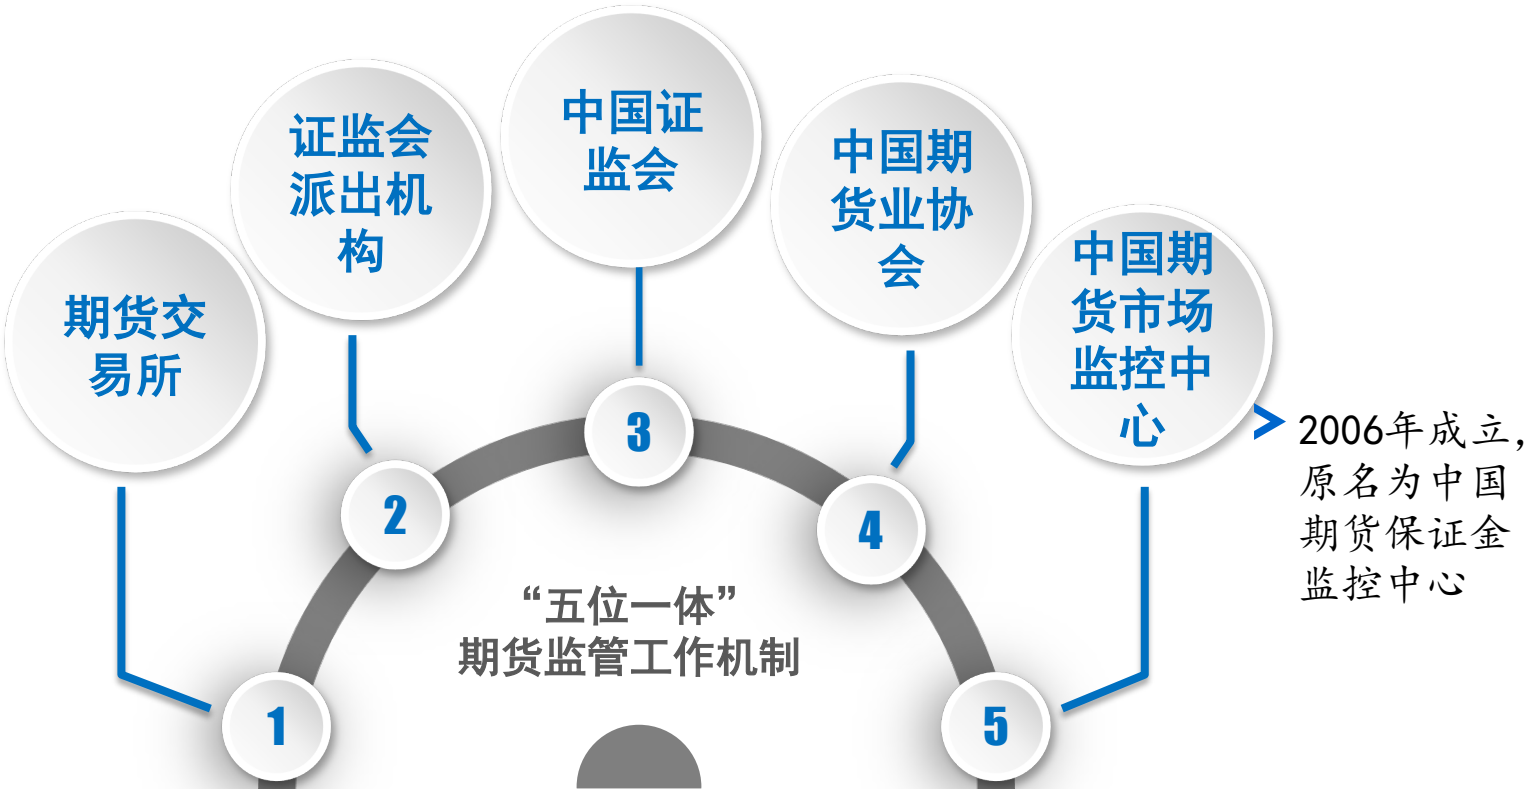 期货交
易所
证监会
派出机
构
中国证
监会
中国期
货业协
会
中国期
货市场
监控中
心
2006年成立，
原名为中国
期货保证金
监控中心
1
2
3
4
5
“五位一体”
期货监管工作机制